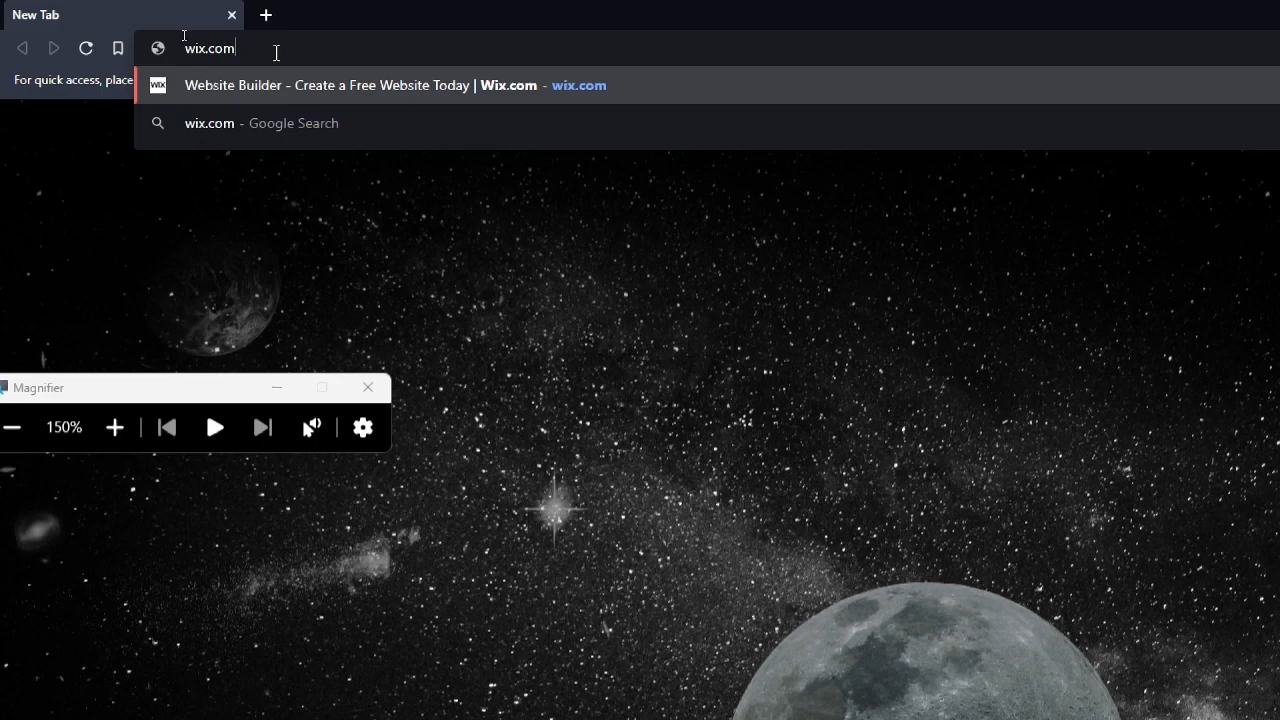 New Tab
wix.com
For quick access, place
WIX Website Builder - Create a Free Website Today | Wix.com - wix.com
wix.com - Google Search
Magnifier
150%